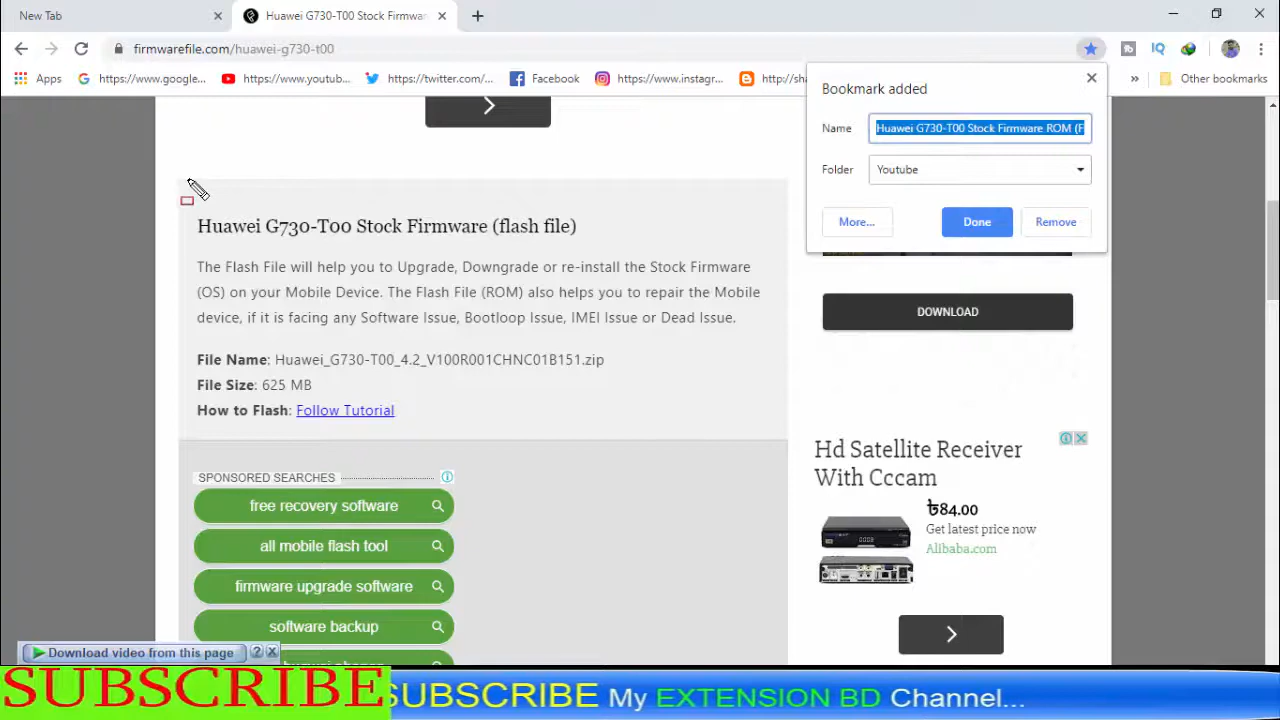 New Tab
Huawei G730-T00 Stock Firmwa
firmwarefile.com/huawei-g730-t00
Apps
https://www.google...
https://www.youtub...
https://twitter.com/...
Facebook
https://www.instagr...
http://sha
»
Other bookmarks
Bookmark added
Name
Huawei G730-T00 Stock Firmware ROM (F
Folder
Youtube
More...
Done
Remove
Huawei G730-T00 Stock Firmware (flash file)
The Flash File will help you to Upgrade, Downgrade or re-install the Stock Firmware
(OS) on your Mobile Device. The Flash File (ROM) also helps you to repair the Mobile
device, if it is facing any Software Issue, Bootloop Issue, IMEI Issue or Dead Issue.
File Name: Huawei_G730-T00_4.2_V100R001CHNC01B151.zip
File Size: 625 MB
How to Flash: Follow Tutorial
SPONSORED SEARCHES
free recovery software
all mobile flash tool
firmware upgrade software
software backup
DOWNLOAD
Hd Satellite Receiver
With Cccam
৳84.00
Get latest price now
Alibaba.com
Download video from this page
?
SUBSCRIBE
SUBSCRIBE My EXTENSION BD Channel...